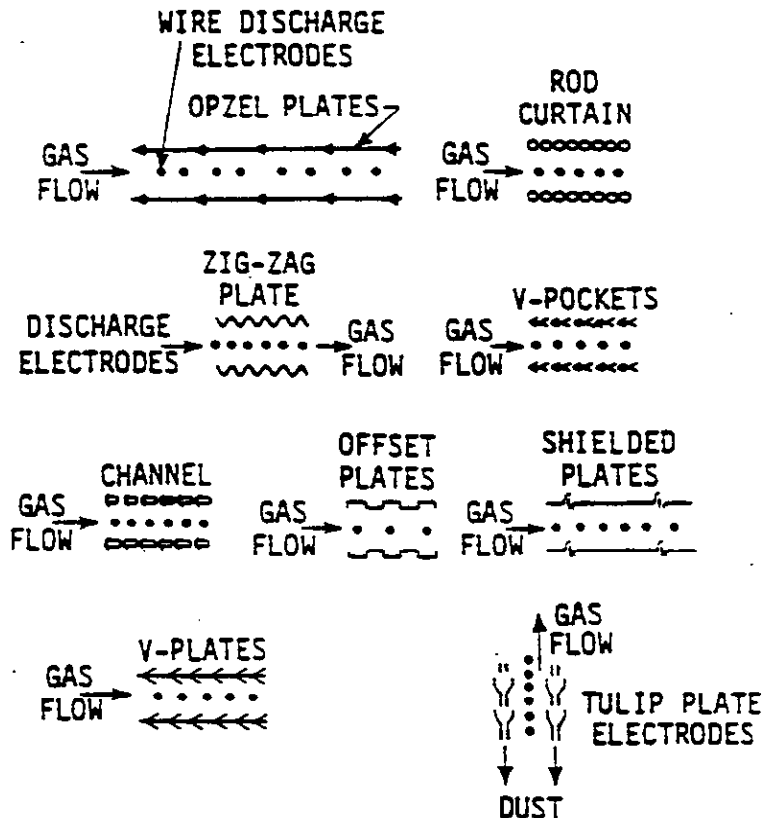 WIRE DISCHARGE
ELECTRODES
OPZEL PLATES
GAS
FLOW
ROD
CURTAIN
GAS
FLOW
ZIG-ZAG
PLATE
DISCHARGE
ELECTRODES
GAS
FLOW
V-POCKETS
GAS
FLOW
CHANNEL
GAS
FLOW
OFFSET
PLATES
GAS
FLOW
SHIELDED
PLATES
GAS
FLOW
V-PLATES
GAS
FLOW
GAS
FLOW
TULIP PLATE
ELECTRODES
DUST